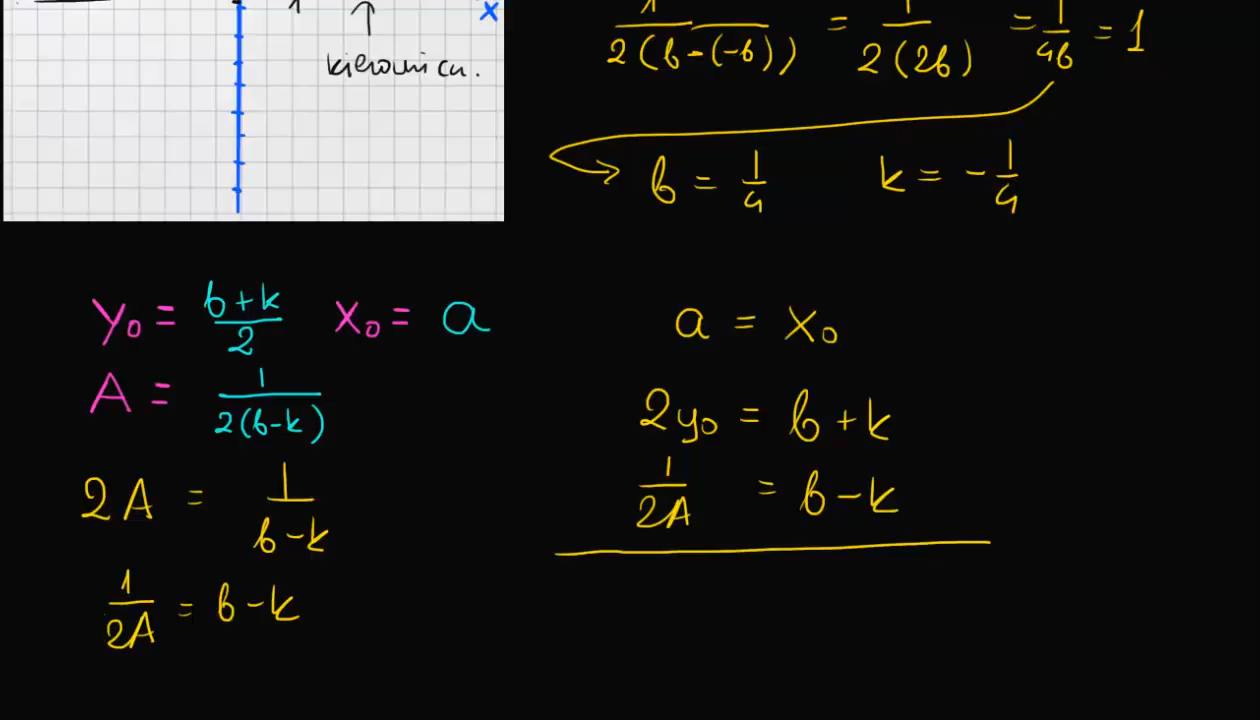 x
kierownica.
1/(2(b-(-b))) = 1/(2(2b)) = 1/(4b) = 1
b = 1/4 k = -1/4
y₀ = (b+k)/2 x₀ = a
A = 1/(2(b-k))
2A = 1/(b-k)
1/(2A) = b-k
a = x₀
2y₀ = b+k
1/(2A) = b-k